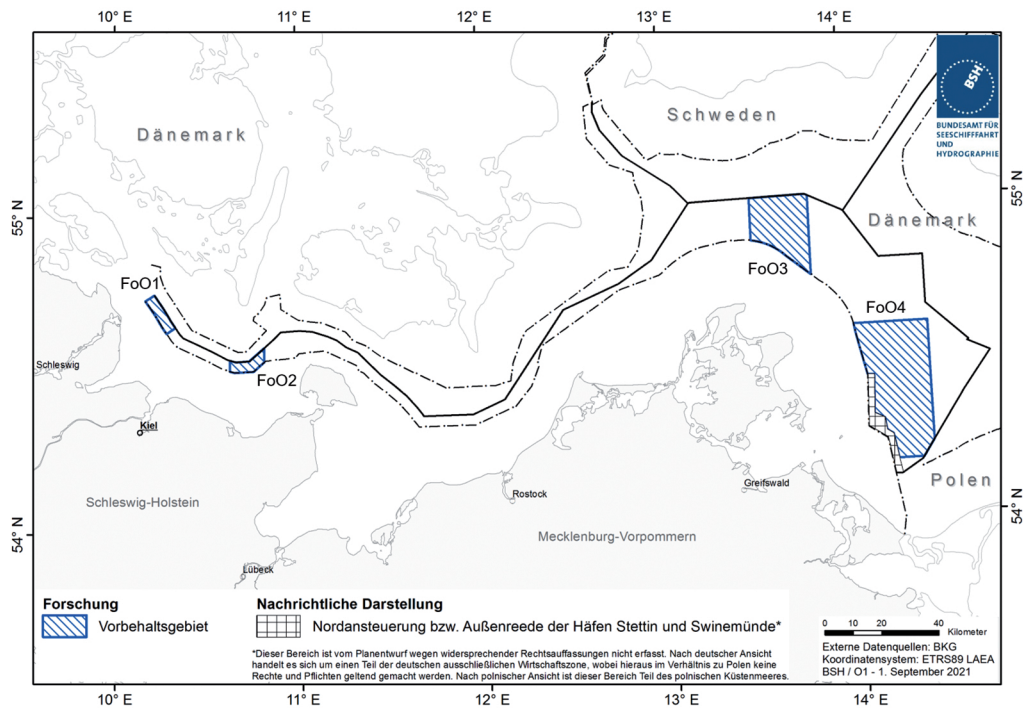 10° E 11° E 12° E 13° E 14° E
BSH
BUNDESAMT FÜR
SEESCHIFFFAHRT
UND
HYDROGRAPHIE
Schweden
Dänemark
55° N
55° N
Dänemark
FoO1
FoO3
FoO4
FoO2
Schleswig
Kiel
Polen
Greifswald
Rostock
Schleswig-Holstein
54° N
54° N
Mecklenburg-Vorpommern
Lübeck
Forschung
Vorbehaltsgebiet
Nachrichtliche Darstellung
Nordansteuerung bzw. Außenreede der Häfen Stettin und Swinemünde*
*Dieser Bereich ist vom Planentwurf wegen widersprechender Rechtsauffassungen nicht erfasst. Nach deutscher Ansicht
handelt es sich um einen Teil der deutschen ausschließlichen Wirtschaftszone, wobei hieraus im Verhältnis zu Polen keine
Rechte und Pflichten geltend gemacht werden. Nach polnischer Ansicht ist dieser Bereich Teil des polnischen Küstenmeeres.
0 10 20 40 Kilometer
Externe Datenquellen: BKG
Koordinatensystem: ETRS89 LAEA
BSH / O1 - 1. September 2021
10° E 11° E 12° E 13° E 14° E